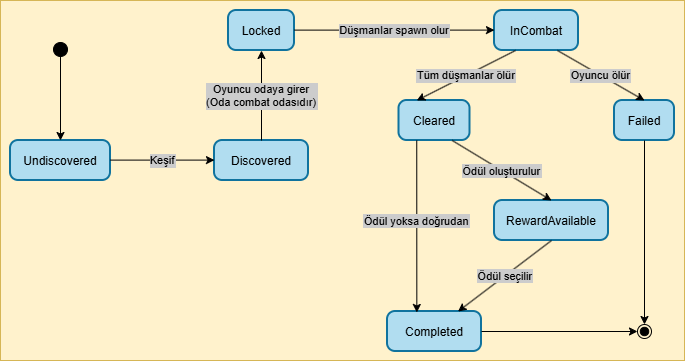 Locked
Düşmanlar spawn olur
InCombat
Oyuncu odaya girer
(Oda combat odasıdır)
Tüm düşmanlar ölür
Oyuncu ölür
Cleared
Failed
Undiscovered
Keşif
Discovered
Ödül oluşturulur
Ödül yoksa doğrudan
RewardAvailable
Ödül seçilir
Completed